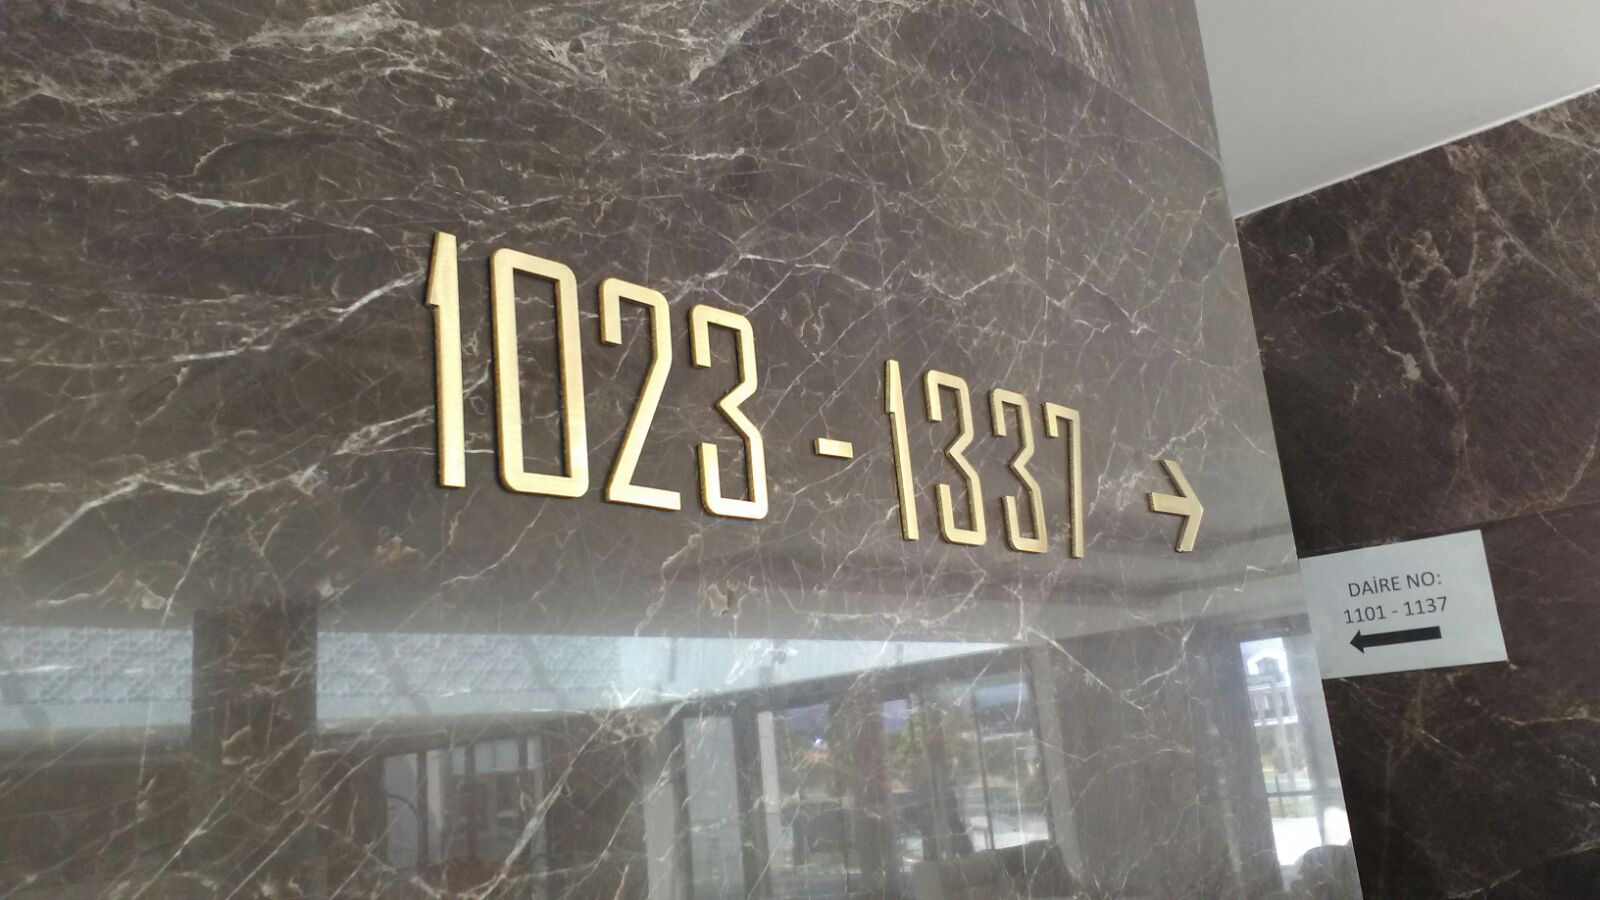 1023 - 1337 →
DAİRE NO:
1101 - 1137
←